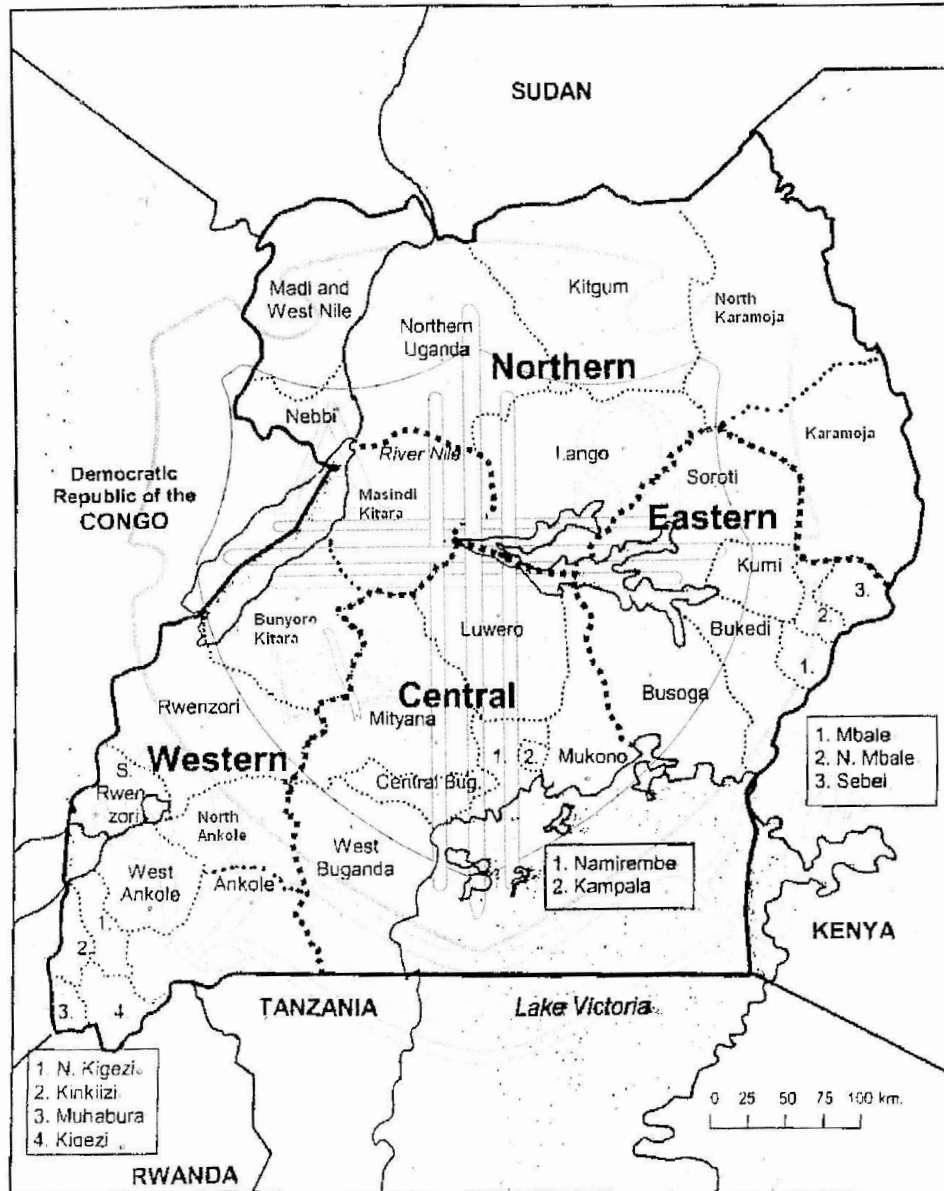 SUDAN
Madi and
West Nile
Kitgum
North
Karamoja
Northern
Uganda
Northern
Nebbi
River Nile
Lango
Karamoja
Democratic
Republic of the
CONGO
Masindi
Kitara
Soroti
Eastern
Kumi
3.
2.
1.
Bunyoro
Kitara
Luwero
Bukedi
Rwenzori
Central
Busoga
Mityana
Western
1.
2.
Mukono
Central Bug.
S.
Rwen
zori
North
Ankole
West
Buganda
West
Ankole
Ankole
1. Mbale
2. N. Mbale
3. Sebei
1. Namirembe
2. Kampala
1.
2.
3.
4.
KENYA
TANZANIA
Lake Victoria
1. N. Kigezi
2. Kinkiizi
3. Muhabura
4. Kigezi
0 25 50 75 100 km.
RWANDA